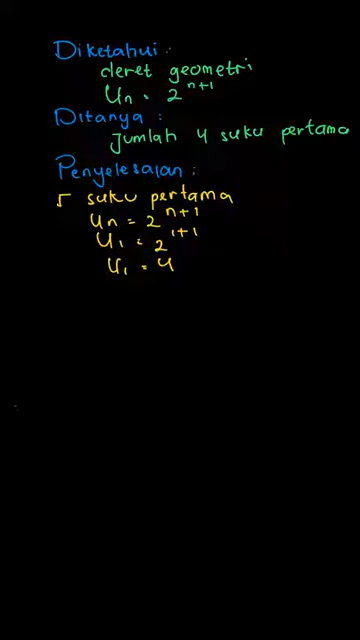 Diketahui :
deret geometri
Un = 2^(n+1)
Ditanya :
Jumlah 4 suku pertama
Penyelesaian :
√ suku pertama
Un = 2^(n+1)
U₁ = 2^(1+1)
U₁ = 4